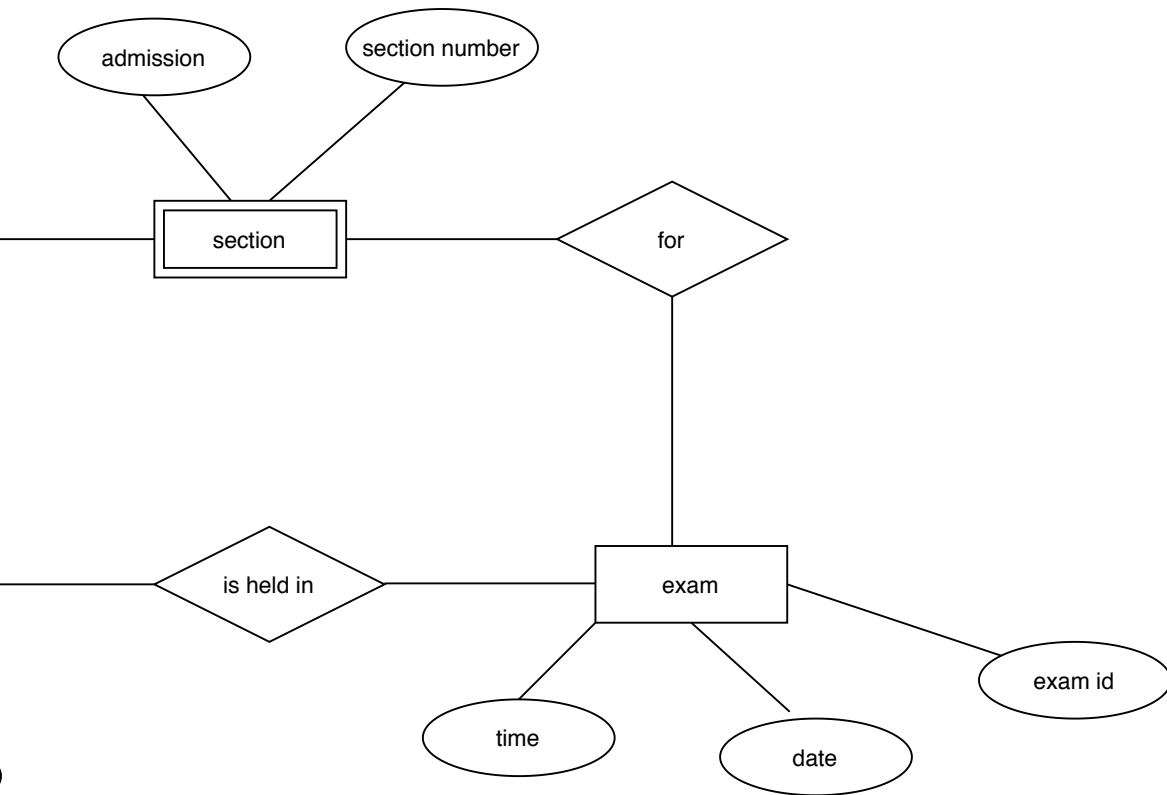 admission
section number
section
for
is held in
exam
exam id
time
date